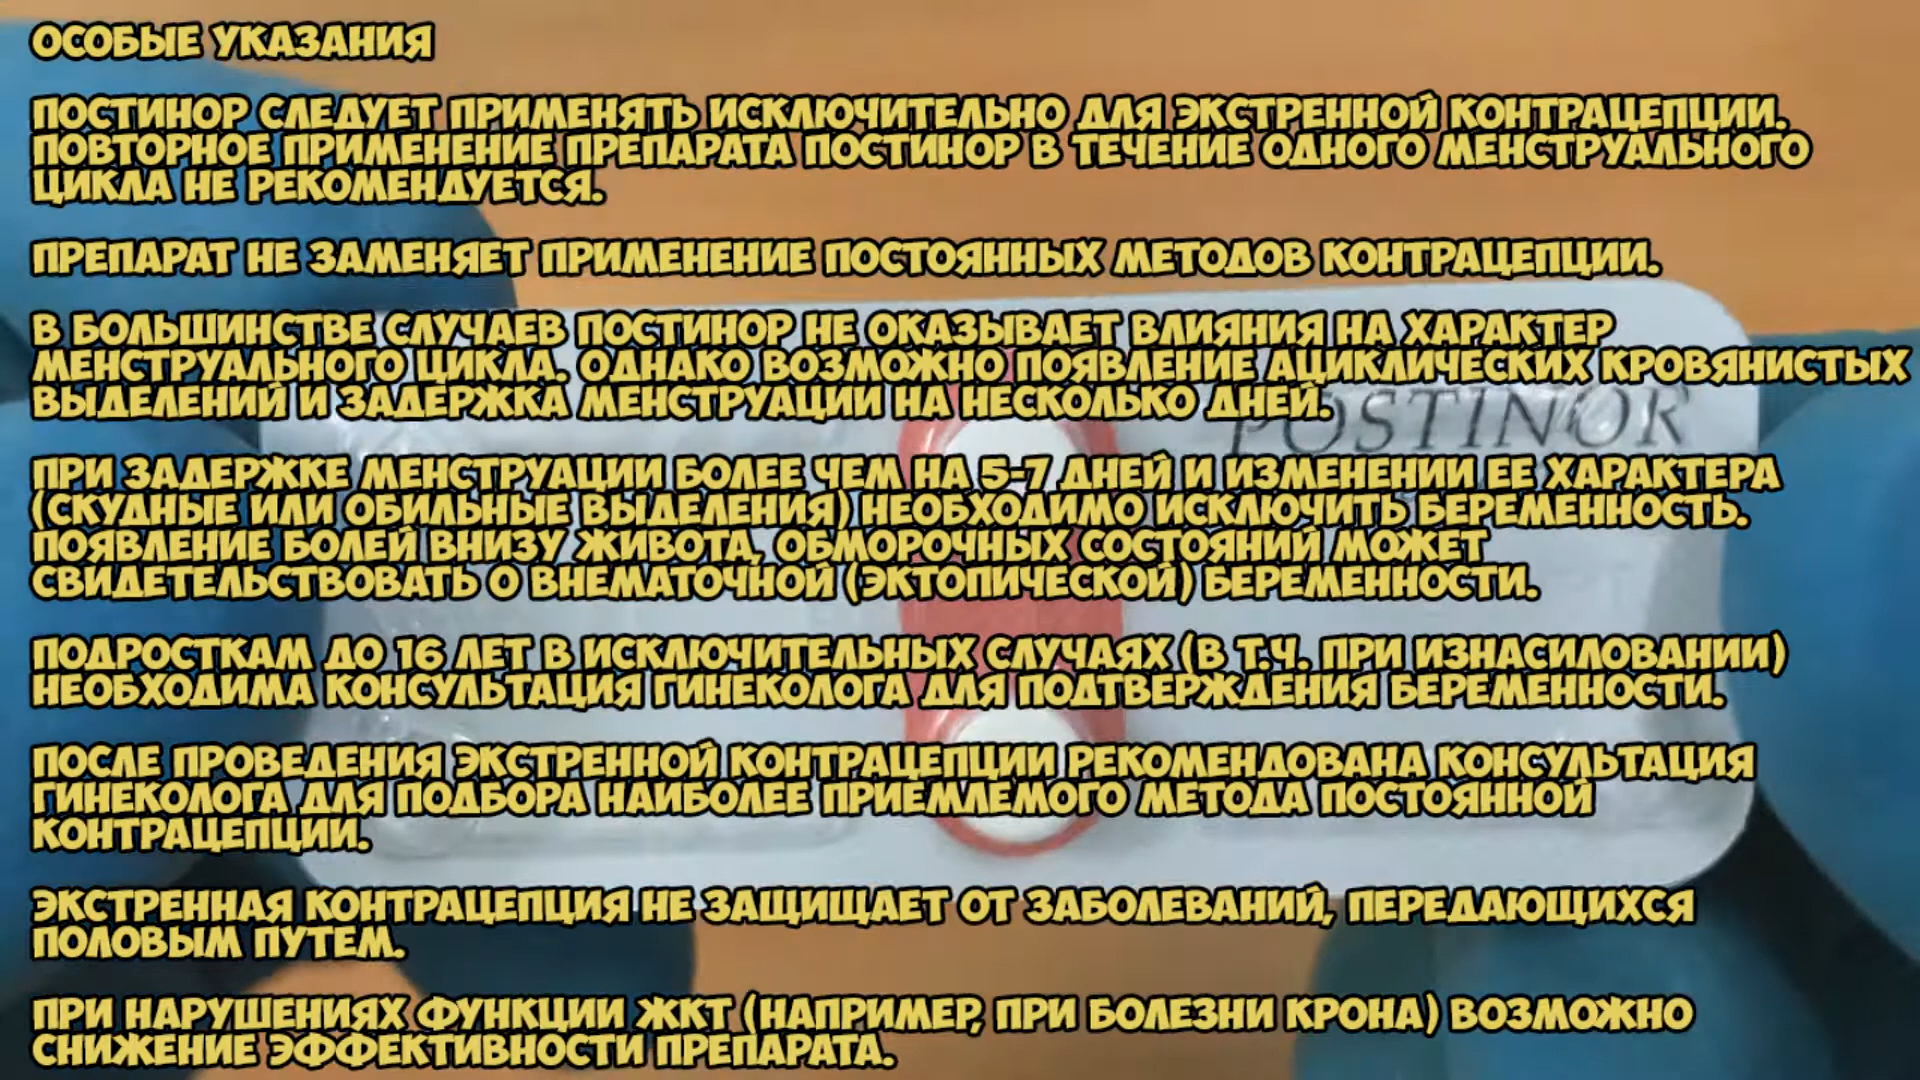 ОСОБЫЕ УКАЗАНИЯ
ПОСТИНОР СЛЕДУЕТ ПРИМЕНЯТЬ ИСКЛЮЧИТЕЛЬНО ДЛЯ ЭКСТРЕННОЙ КОНТРАЦЕПЦИИ.
ПОВТОРНОЕ ПРИМЕНЕНИЕ ПРЕПАРАТА ПОСТИНОР В ТЕЧЕНИЕ ОДНОГО МЕНСТРУАЛЬНОГО
ЦИКЛА НЕ РЕКОМЕНДУЕТСЯ.
ПРЕПАРАТ НЕ ЗАМЕНЯЕТ ПРИМЕНЕНИЕ ПОСТОЯННЫХ МЕТОДОВ КОНТРАЦЕПЦИИ.
В БОЛЬШИНСТВЕ СЛУЧАЕВ ПОСТИНОР НЕ ОКАЗЫВАЕТ ВЛИЯНИЯ НА ХАРАКТЕР
МЕНСТРУАЛЬНОГО ЦИКЛА. ОДНАКО ВОЗМОЖНО ПОЯВЛЕНИЕ АЦИКЛИЧЕСКИХ КРОВЯНИСТЫХ
ВЫДЕЛЕНИЙ И ЗАДЕРЖКА МЕНСТРУАЦИИ НА НЕСКОЛЬКО ДНЕЙ.
POSTINOR
ПРИ ЗАДЕРЖКЕ МЕНСТРУАЦИИ БОЛЕЕ ЧЕМ НА 5-7 ДНЕЙ И ИЗМЕНЕНИИ ЕЕ ХАРАКТЕРА
(СКУДНЫЕ ИЛИ ОБИЛЬНЫЕ ВЫДЕЛЕНИЯ) НЕОБХОДИМО ИСКЛЮЧИТЬ БЕРЕМЕННОСТЬ.
ПОЯВЛЕНИЕ БОЛЕЙ ВНИЗУ ЖИВОТА, ОБМОРОЧНЫХ СОСТОЯНИЙ МОЖЕТ
СВИДЕТЕЛЬСТВОВАТЬ О ВНЕМАТОЧНОЙ (ЭКТОПИЧЕСКОЙ) БЕРЕМЕННОСТИ.
ПОДРОСТКАМ ДО 16 ЛЕТ В ИСКЛЮЧИТЕЛЬНЫХ СЛУЧАЯХ (В Т.Ч. ПРИ ИЗНАСИЛОВАНИИ)
НЕОБХОДИМА КОНСУЛЬТАЦИЯ ГИНЕКОЛОГА ДЛЯ ПОДТВЕРЖДЕНИЯ БЕРЕМЕННОСТИ.
ПОСЛЕ ПРОВЕДЕНИЯ ЭКСТРЕННОЙ КОНТРАЦЕПЦИИ РЕКОМЕНДОВАНА КОНСУЛЬТАЦИЯ
ГИНЕКОЛОГА ДЛЯ ПОДБОРА НАИБОЛЕЕ ПРИЕМЛЕМОГО МЕТОДА ПОСТОЯННОЙ
КОНТРАЦЕПЦИИ.
ЭКСТРЕННАЯ КОНТРАЦЕПЦИЯ НЕ ЗАЩИЩАЕТ ОТ ЗАБОЛЕВАНИЙ, ПЕРЕДАЮЩИХСЯ
ПОЛОВЫМ ПУТЕМ.
ПРИ НАРУШЕНИЯХ ФУНКЦИИ ЖКТ (НАПРИМЕР, ПРИ БОЛЕЗНИ КРОНА) ВОЗМОЖНО
СНИЖЕНИЕ ЭФФЕКТИВНОСТИ ПРЕПАРАТА.